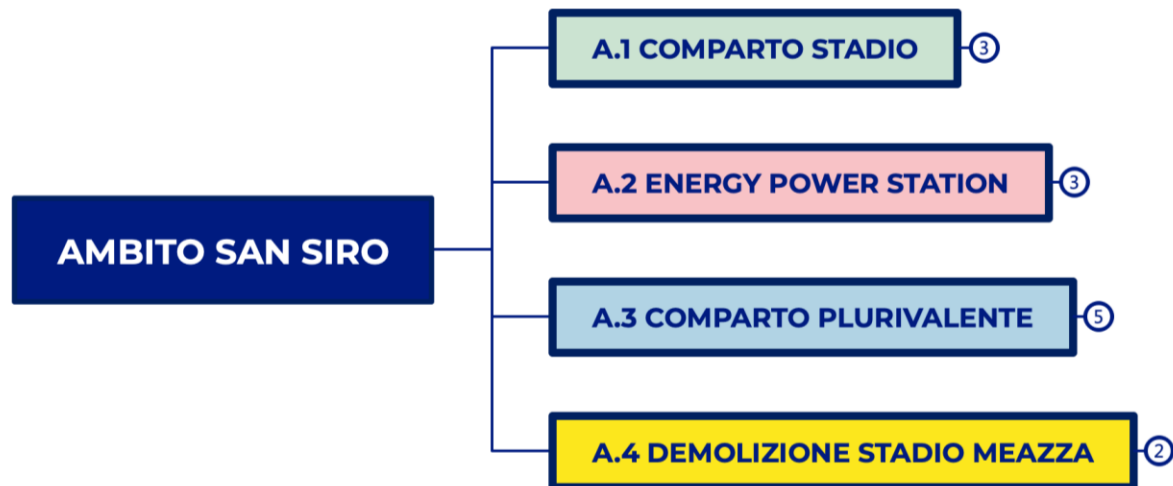 A.1 COMPARTO STADIO
3
A.2 ENERGY POWER STATION
3
AMBITO SAN SIRO
A.3 COMPARTO PLURIVALENTE
5
A.4 DEMOLIZIONE STADIO MEAZZA
2